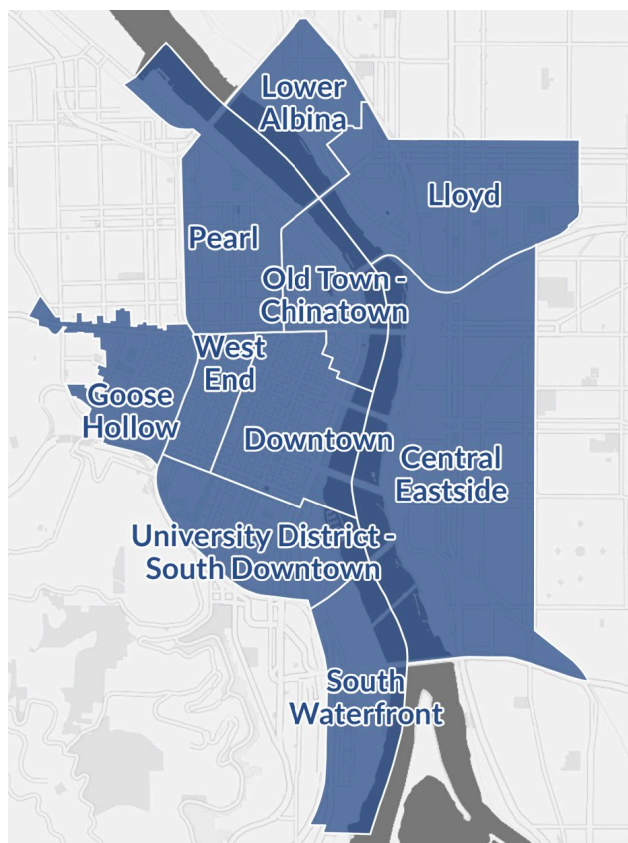 Lower
Albina
Lloyd
Pearl
Old Town -
Chinatown
West
End
Goose
Hollow
Downtown
Central
Eastside
University District -
South Downtown
South
Waterfront